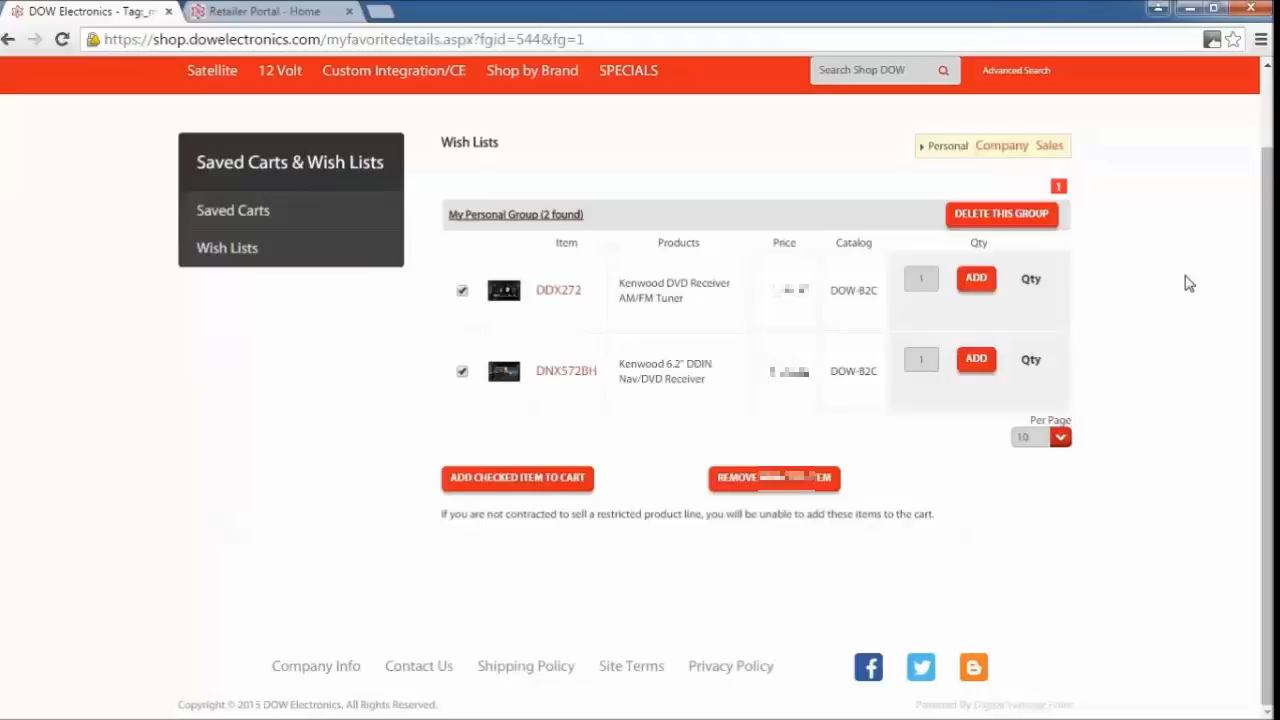 DOW Electronics - Tag:_m
Retailer Portal - Home
https://shop.dowelectronics.com/myfavoritedetails.aspx?fgid=544&fg=1
Satellite 12 Volt Custom Integration/CE Shop by Brand SPECIALS Search Shop DOW Advanced Search
Saved Carts & Wish Lists
Saved Carts
Wish Lists
Wish Lists
Personal Company Sales
1
My Personal Group (2 found) DELETE THIS GROUP
Item Products Price Catalog Qty
DDX272 Kenwood DVD Receiver AM/FM Tuner DOW-B2C 1 ADD Qty
DNX572BH Kenwood 6.2" DDIN Nav/DVD Receiver DOW-B2C 1 ADD Qty
Per Page
10
ADD CHECKED ITEM TO CART REMOVE
If you are not contracted to sell a restricted product line, you will be unable to add these items to the cart.
Company Info Contact Us Shipping Policy Site Terms Privacy Policy
Copyright © 2015 DOW Electronics. All Rights Reserved.
Powered By Digital